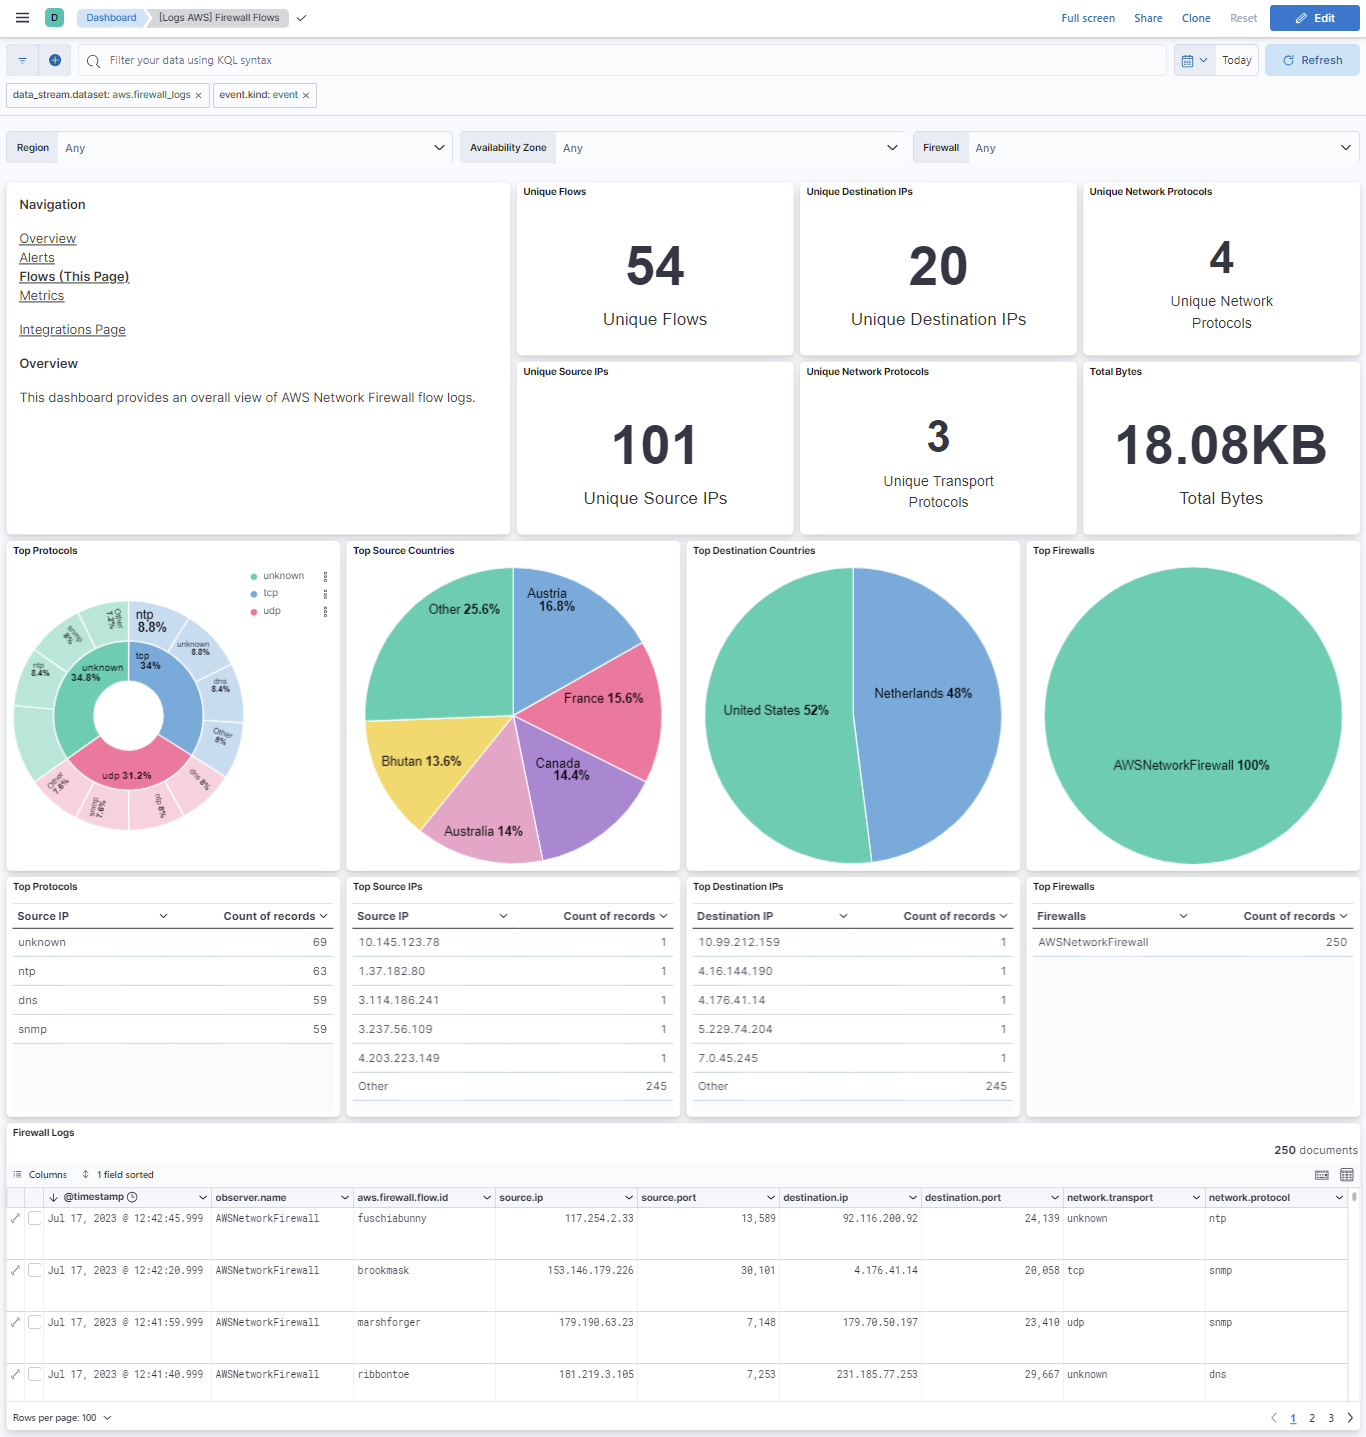 D Dashboard [Logs AWS] Firewall Flows Full screen Share Clone Reset Edit
Filter your data using KQL syntax Today Refresh
data_stream.dataset: aws.firewall_logs × event.kind: event ×
Region Any Availability Zone Any Firewall Any
Navigation
Overview
Alerts
Flows (This Page)
Metrics
Integrations Page
Overview
This dashboard provides an overall view of AWS Network Firewall flow logs.
Unique Flows
54
Unique Flows
Unique Destination IPs
20
Unique Destination IPs
Unique Network Protocols
4
Unique Network
Protocols
Unique Source IPs
101
Unique Source IPs
Unique Network Protocols
3
Unique Transport
Protocols
Total Bytes
18.08KB
Total Bytes
Top Protocols
unknown
tcp
udp
ntp
8.8%
unknown
8.8%
dns
8.4%
Other
8%
dns 8%
ntp 8%
snmp
7.6%
Other
7.6%
ntp
8.4%
snmp
8%
Other
7.2%
tcp
34%
unknown
34.8%
udp 31.2%
Top Source Countries
Other 25.6%
Austria
16.8%
France 15.6%
Canada
14.4%
Australia 14%
Bhutan 13.6%
Top Destination Countries
United States 52%
Netherlands 48%
Top Firewalls
AWSNetworkFirewall 100%
Top Protocols
Source IP Count of records
unknown 69
ntp 63
dns 59
snmp 59
Top Source IPs
Source IP Count of records
10.145.123.78 1
1.37.182.80 1
3.114.186.241 1
3.237.56.109 1
4.203.223.149 1
Other 245
Top Destination IPs
Destination IP Count of records
10.99.212.159 1
4.16.144.190 1
4.176.41.14 1
5.229.74.204 1
7.0.45.245 1
Other 245
Top Firewalls
Firewalls Count of records
AWSNetworkFirewall 250
Firewall Logs
250 documents
Columns 1 field sorted
@timestamp observer.name aws.firewall.flow.id source.ip source.port destination.ip destination.port network.transport network.protocol
Jul 17, 2023 @ 12:42:45.999 AWSNetworkFirewall fuschiabunny 117.254.2.33 13,589 92.116.200.92 24,139 unknown ntp
Jul 17, 2023 @ 12:42:20.999 AWSNetworkFirewall brookmask 153.146.179.226 30,101 4.176.41.14 20,058 tcp snmp
Jul 17, 2023 @ 12:41:59.999 AWSNetworkFirewall marshforger 179.190.63.23 7,148 179.70.50.197 23,410 udp snmp
Jul 17, 2023 @ 12:41:40.999 AWSNetworkFirewall ribbontoe 181.219.3.105 7,253 231.185.77.253 29,667 unknown dns
Rows per page: 100 1 2 3